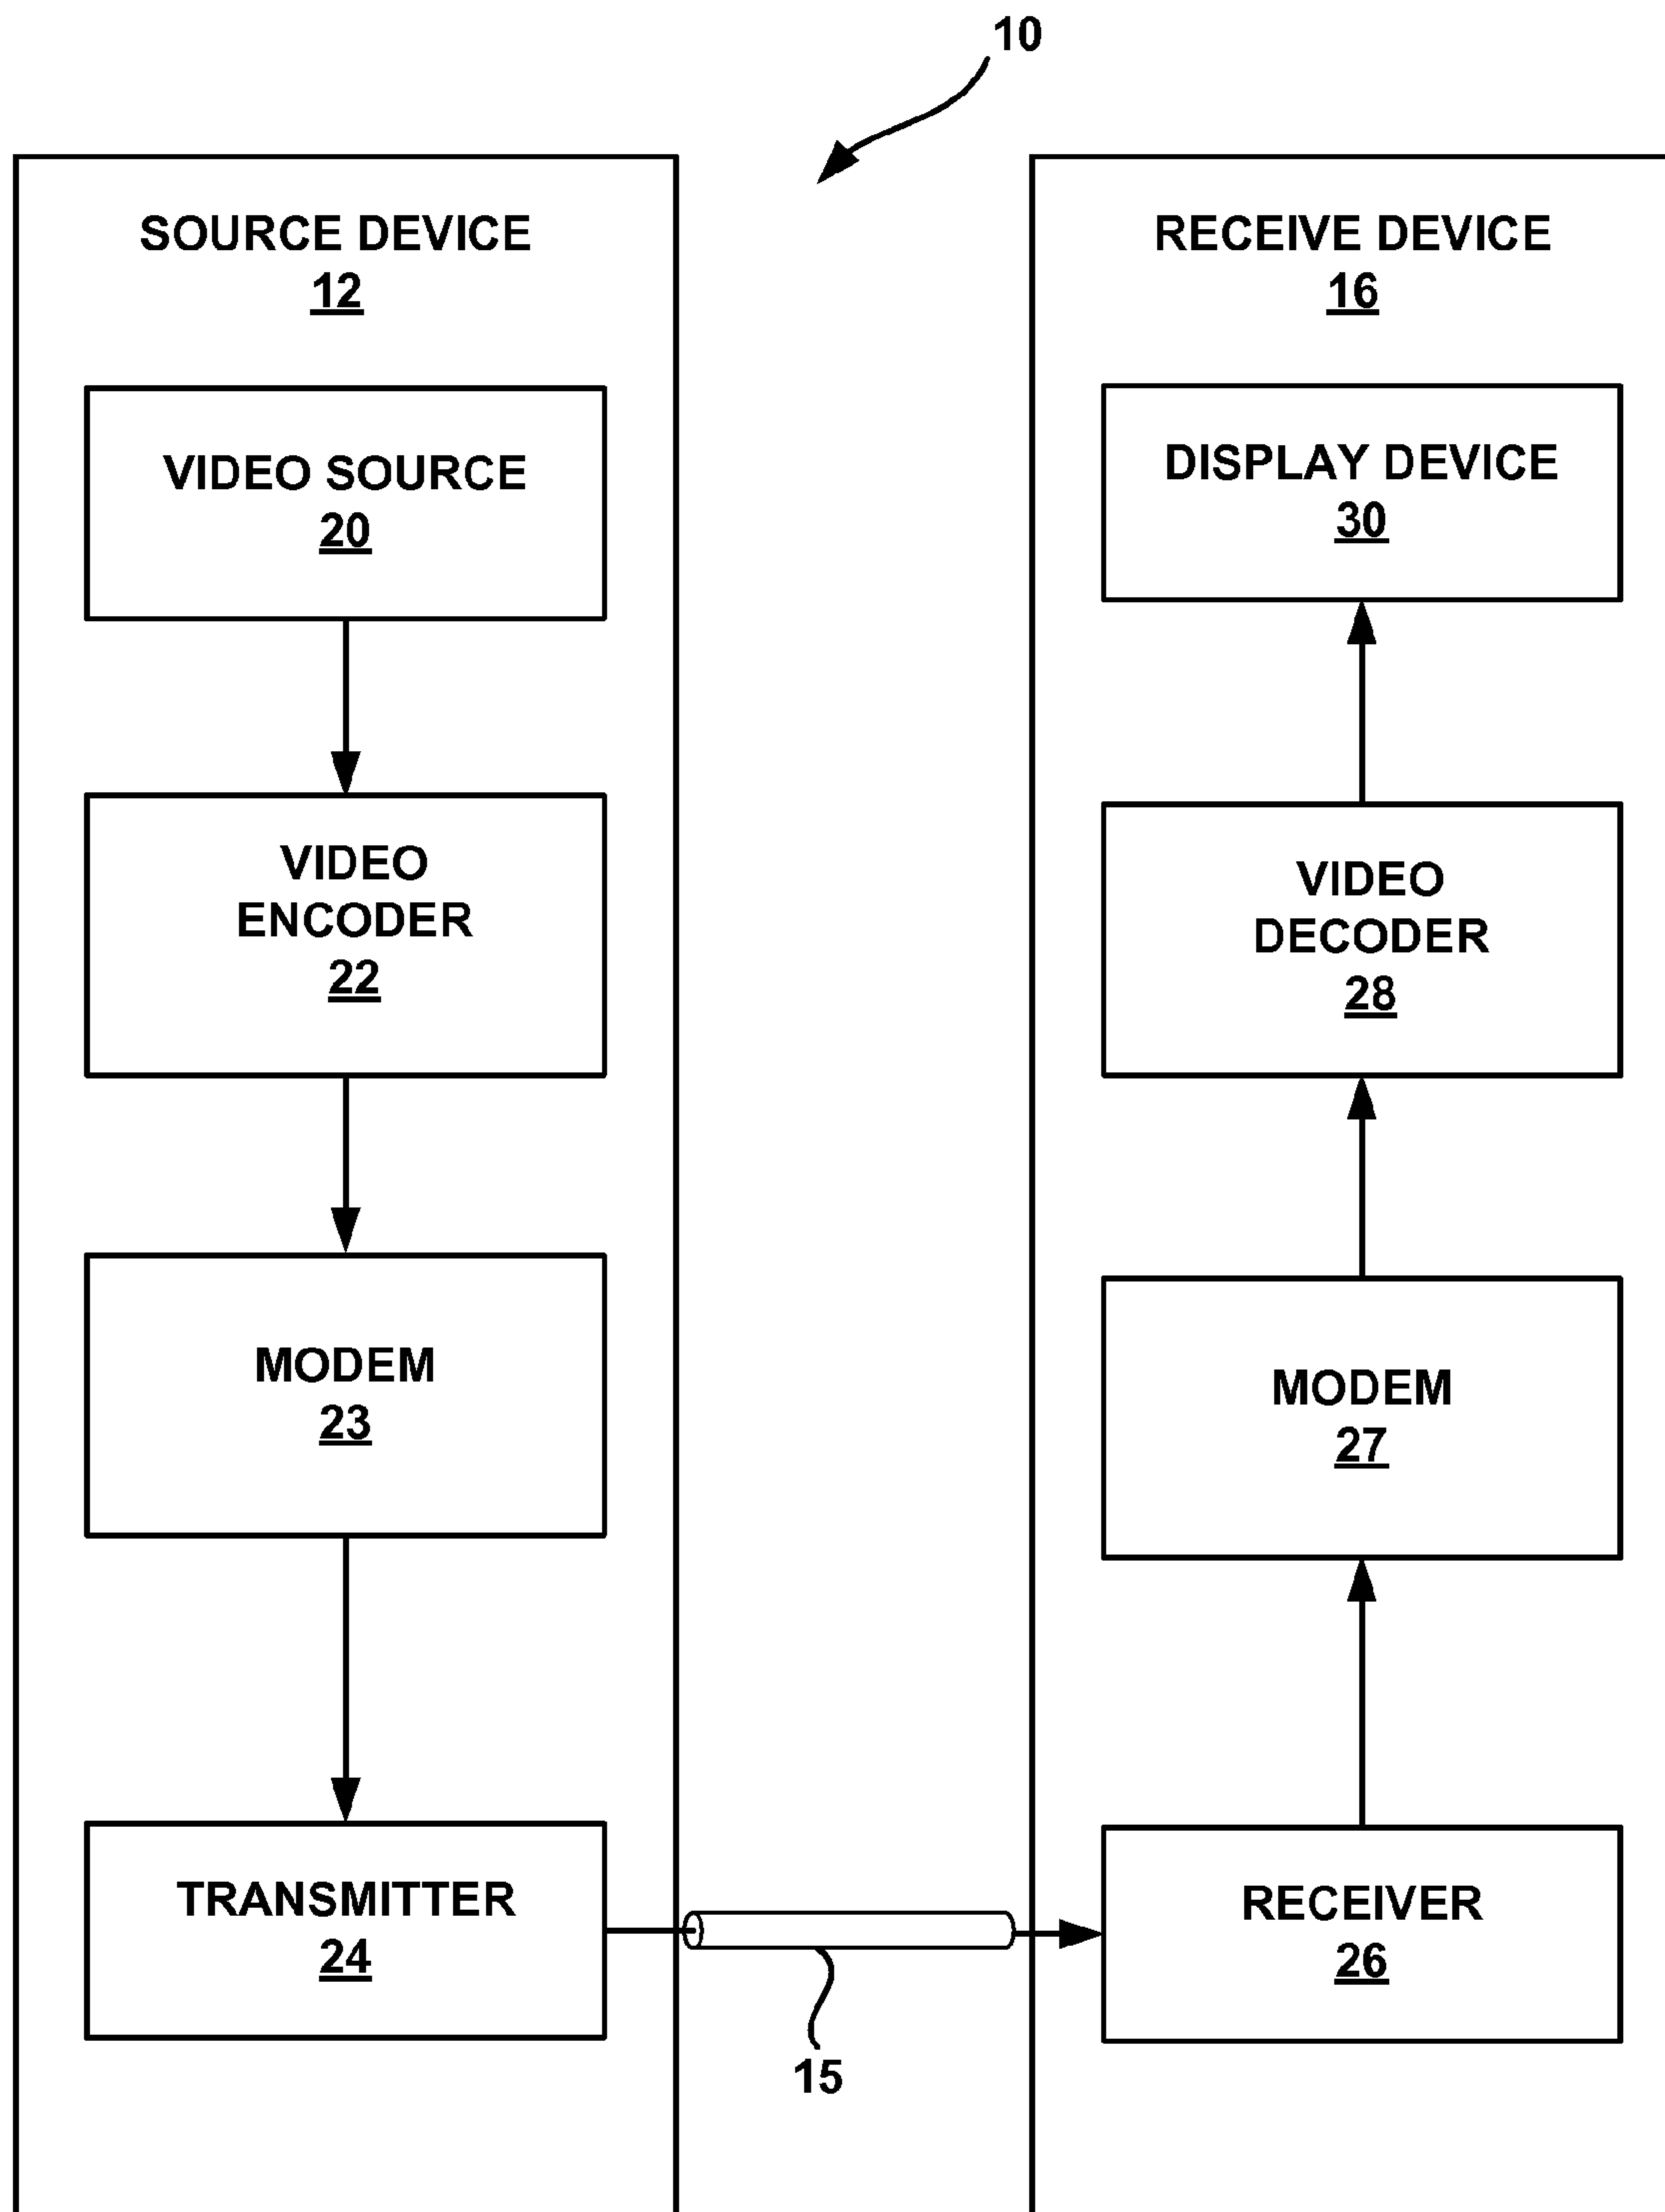 10
SOURCE DEVICE
12
VIDEO SOURCE
20
VIDEO
ENCODER
22
MODEM
23
TRANSMITTER
24
15
RECEIVE DEVICE
16
DISPLAY DEVICE
30
VIDEO
DECODER
28
MODEM
27
RECEIVER
26